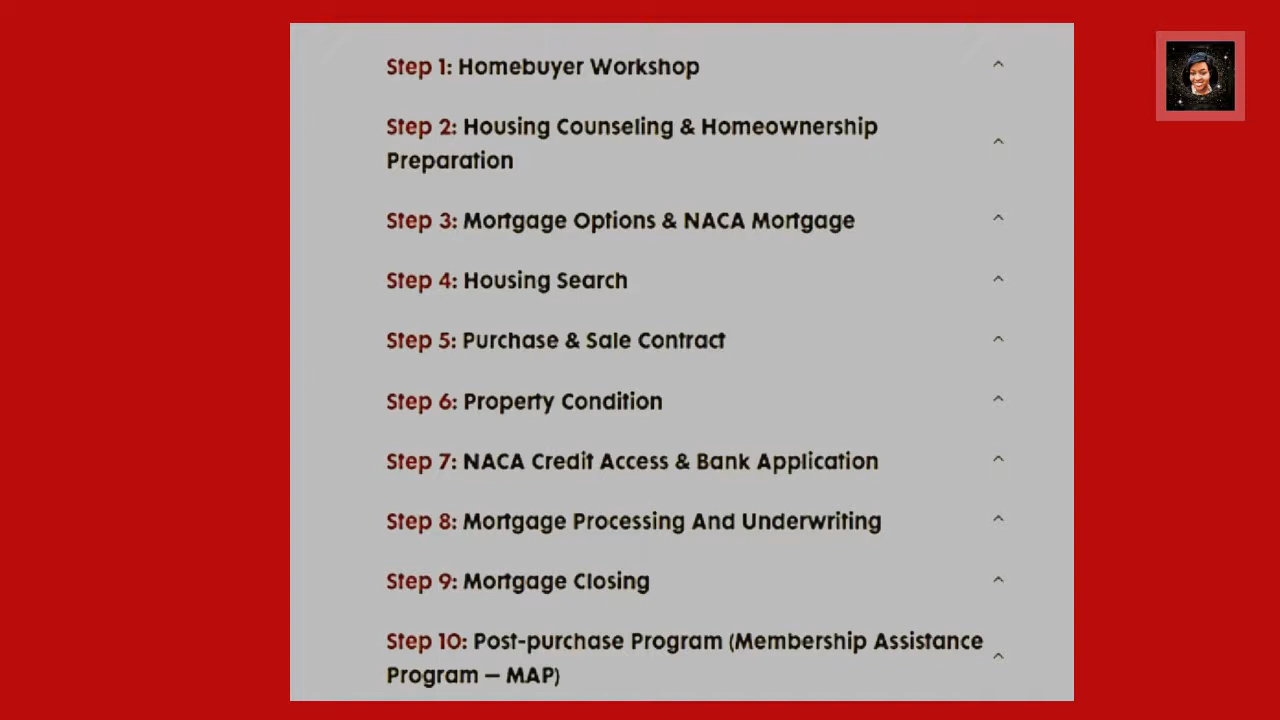 Step 1: Homebuyer Workshop
Step 2: Housing Counseling & Homeownership
Preparation
Step 3: Mortgage Options & NACA Mortgage
Step 4: Housing Search
Step 5: Purchase & Sale Contract
Step 6: Property Condition
Step 7: NACA Credit Access & Bank Application
Step 8: Mortgage Processing And Underwriting
Step 9: Mortgage Closing
Step 10: Post-purchase Program (Membership Assistance
Program – MAP)